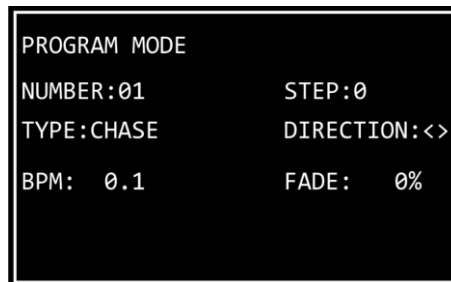 PROGRAM MODE
NUMBER:01 STEP:0
TYPE:CHASE DIRECTION:<>
BPM: 0.1 FADE: 0%